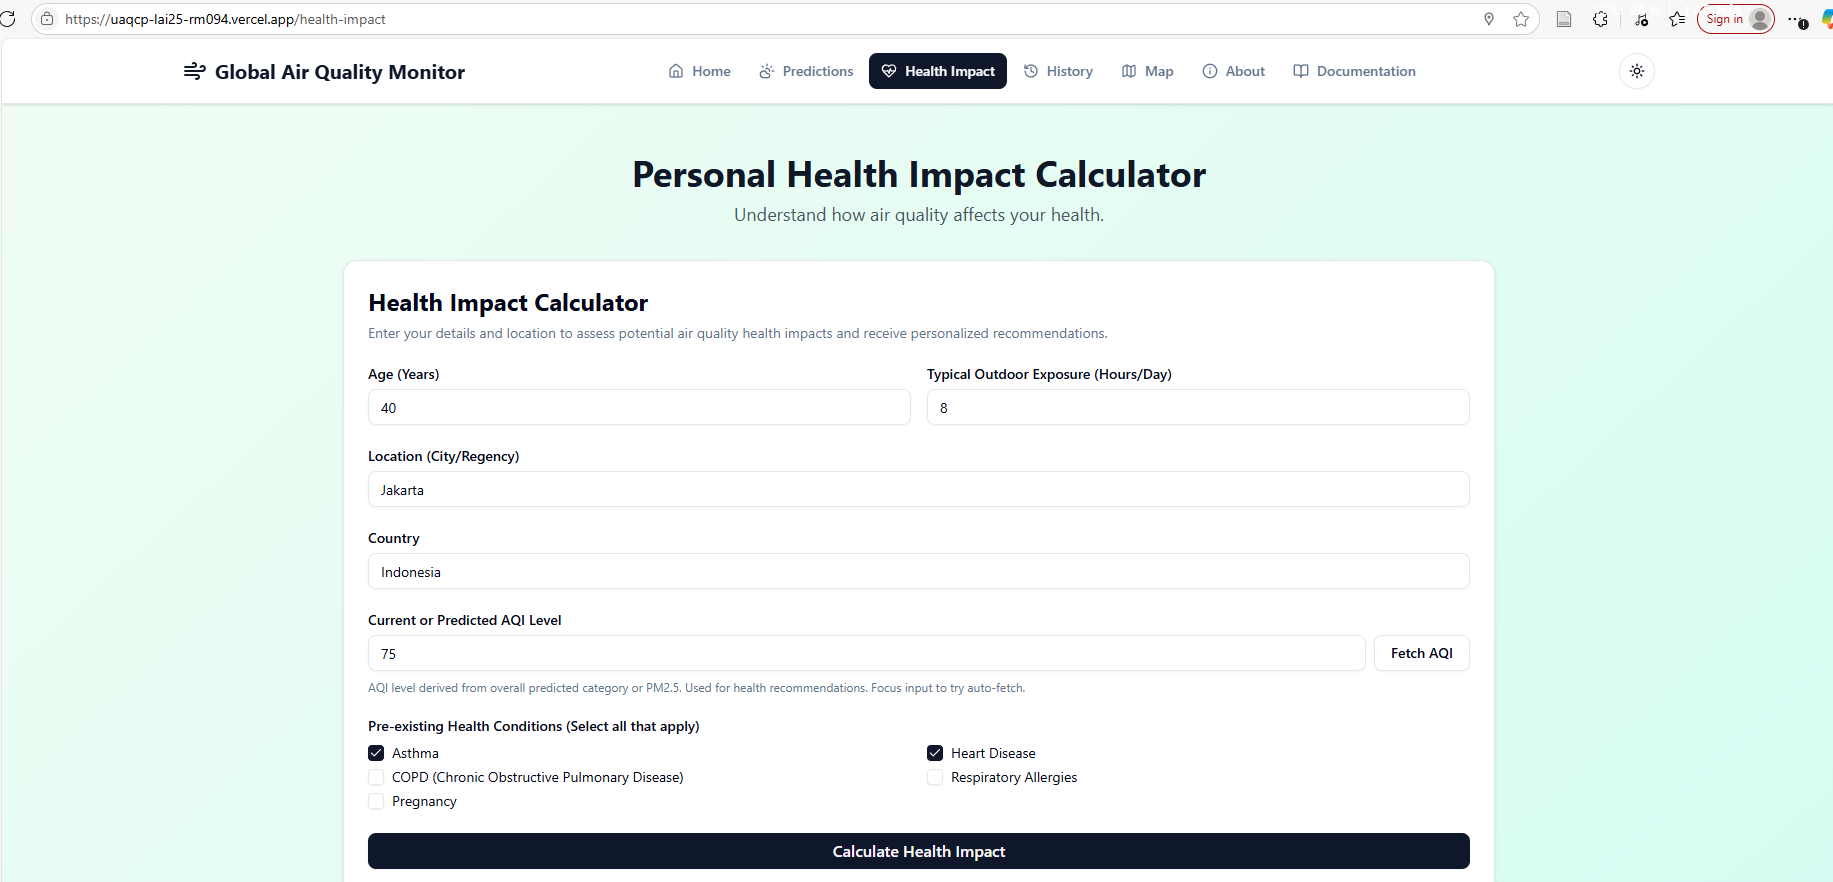 https://uaqcp-lai25-rm094.vercel.app/health-impact
Sign in
Global Air Quality Monitor
Home
Predictions
Health Impact
History
Map
About
Documentation
Personal Health Impact Calculator
Understand how air quality affects your health.
Health Impact Calculator
Enter your details and location to assess potential air quality health impacts and receive personalized recommendations.
Age (Years)
Typical Outdoor Exposure (Hours/Day)
40
8
Location (City/Regency)
Jakarta
Country
Indonesia
Current or Predicted AQI Level
75
Fetch AQI
AQI level derived from overall predicted category or PM2.5. Used for health recommendations. Focus input to try auto-fetch.
Pre-existing Health Conditions (Select all that apply)
Asthma
Heart Disease
COPD (Chronic Obstructive Pulmonary Disease)
Respiratory Allergies
Pregnancy
Calculate Health Impact